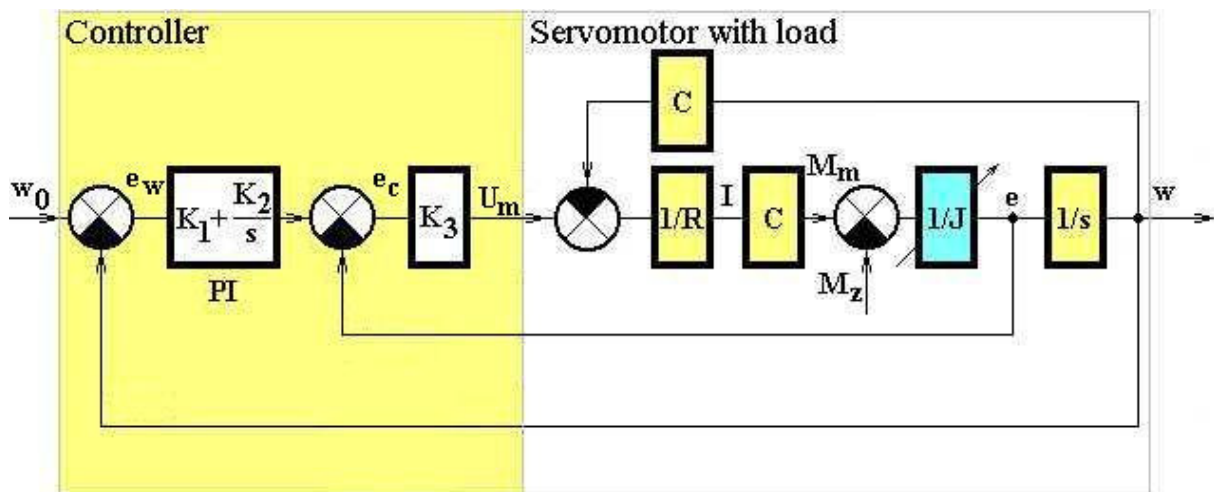 Controller
Servomotor with load
C
w0
ew
K1+K2/s
ec
K3
Um
1/R
I
C
Mm
1/J
e
1/s
w
PI
Mz